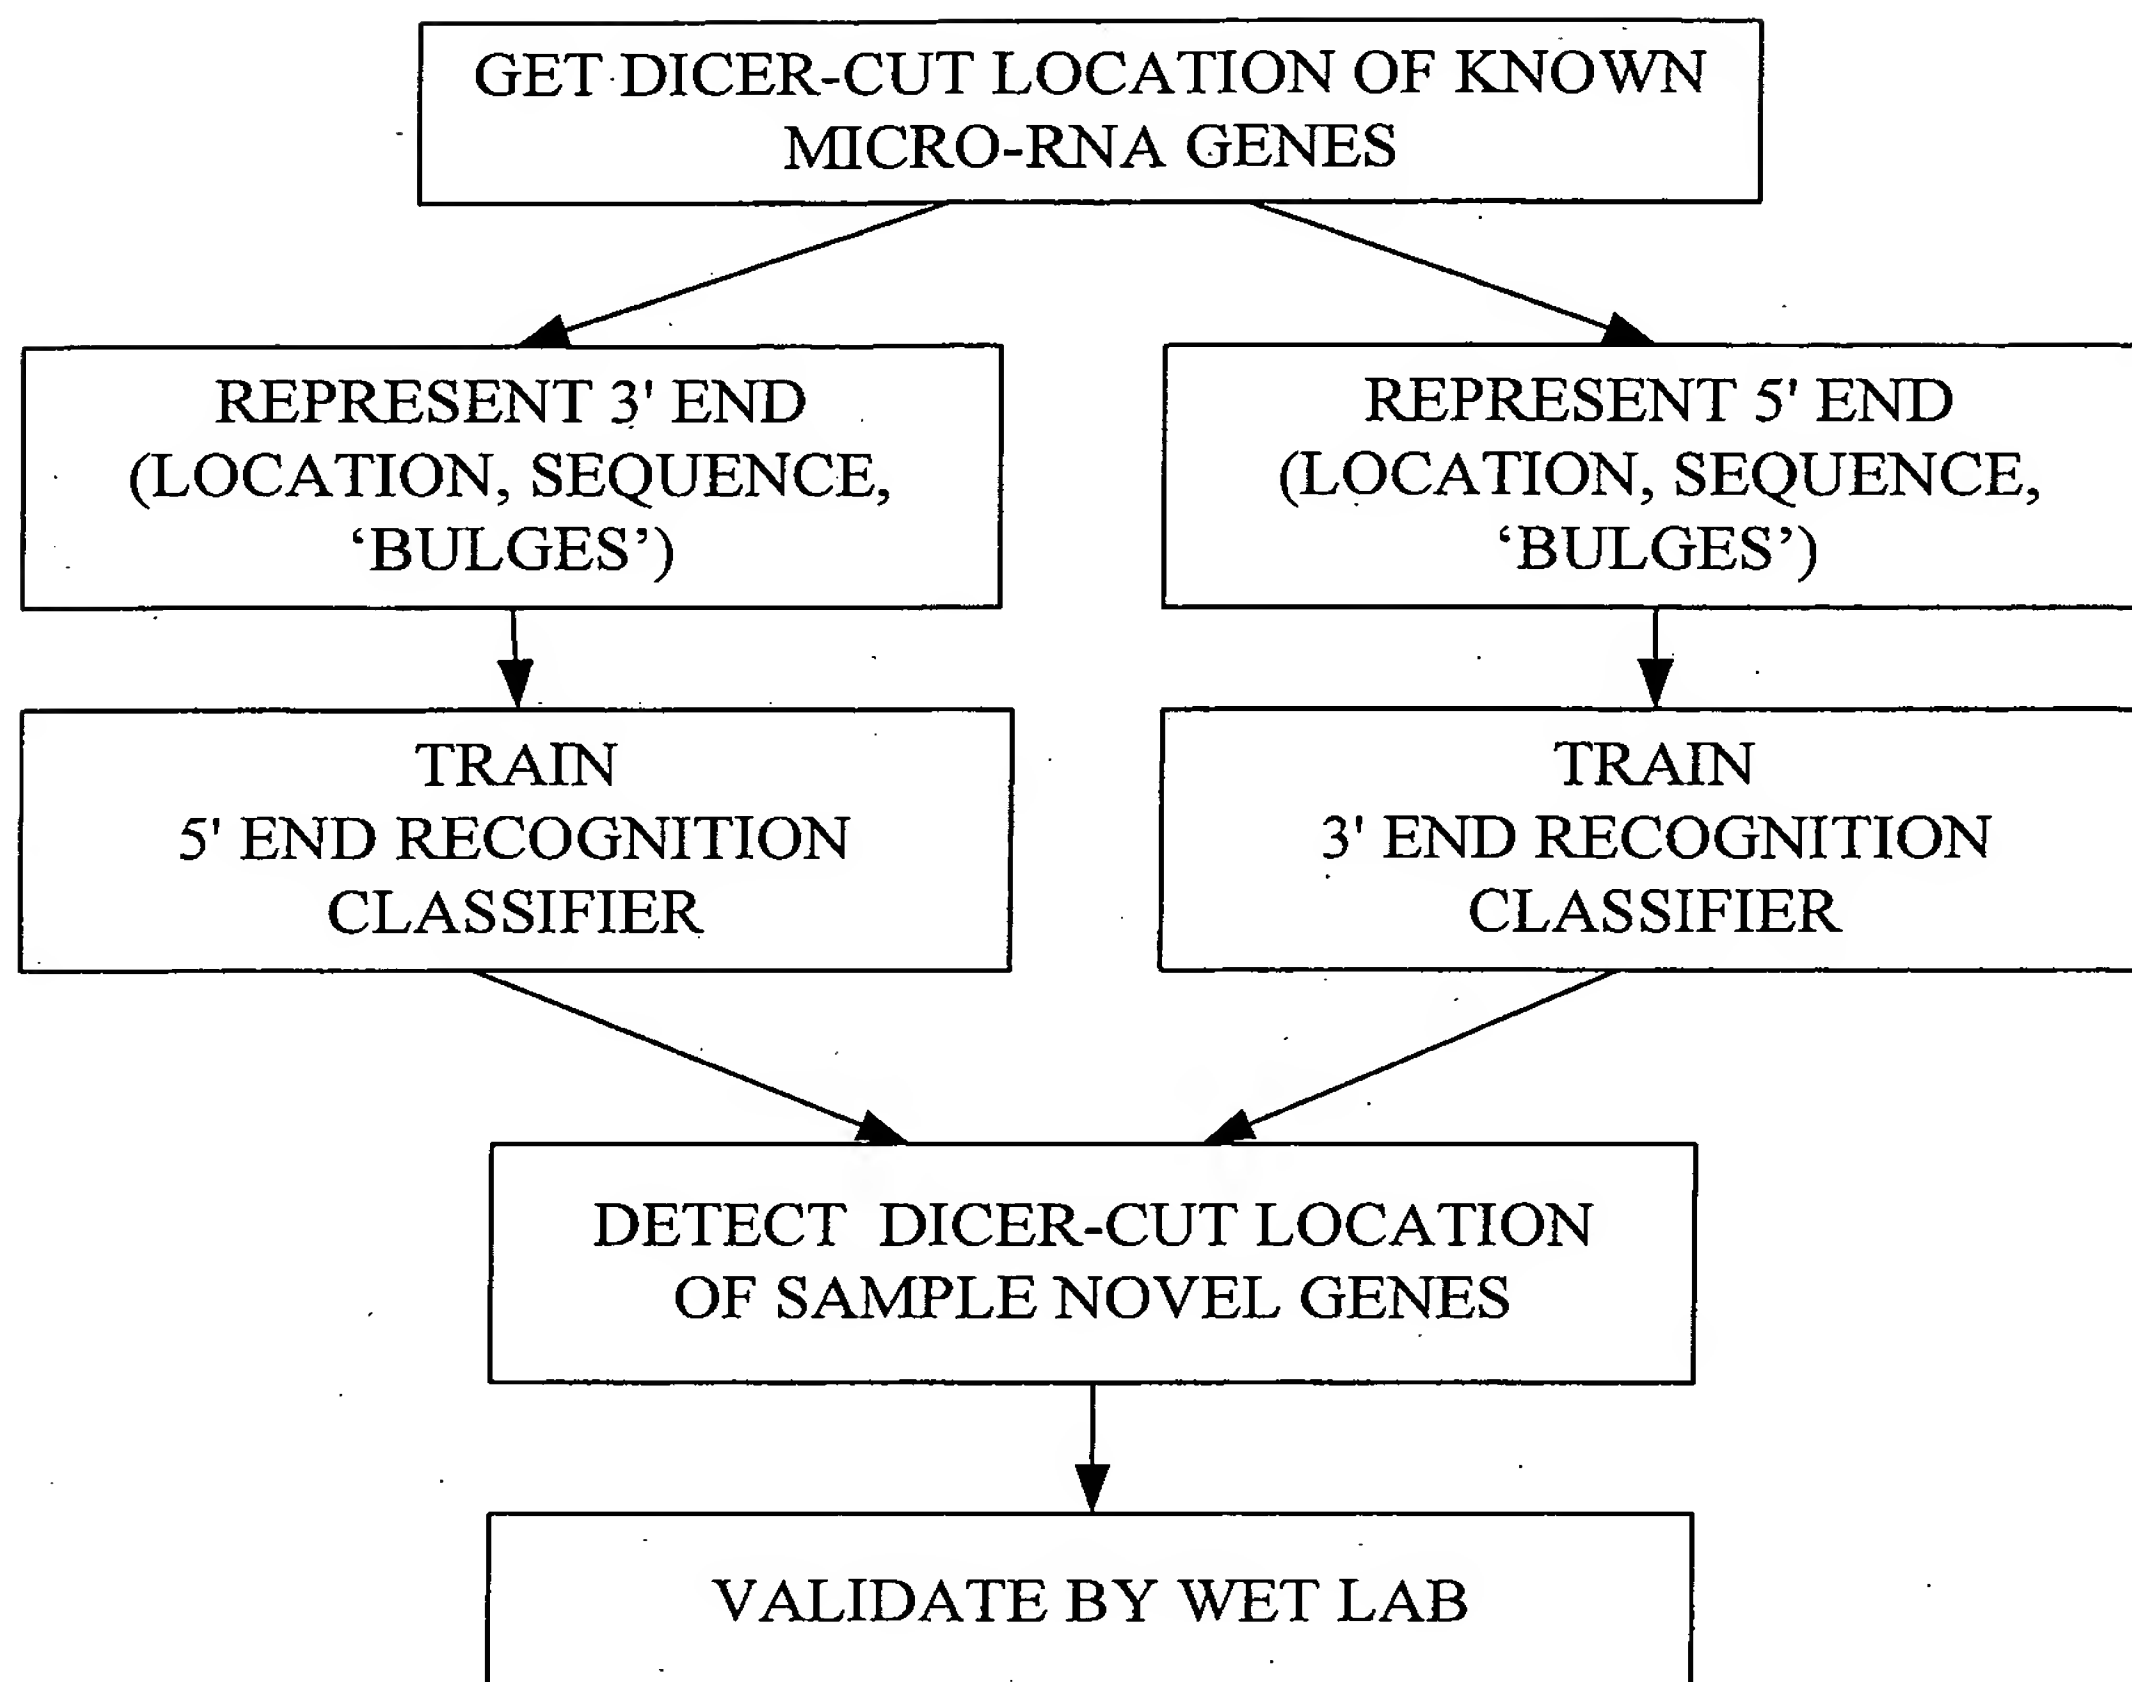 GET DICER-CUT LOCATION OF KNOWN
MICRO-RNA GENES
REPRESENT 3' END
(LOCATION, SEQUENCE,
‘BULGES’)
REPRESENT 5' END
(LOCATION, SEQUENCE,
‘BULGES’)
TRAIN
5' END RECOGNITION
CLASSIFIER
TRAIN
3' END RECOGNITION
CLASSIFIER
DETECT DICER-CUT LOCATION
OF SAMPLE NOVEL GENES
VALIDATE BY WET LAB